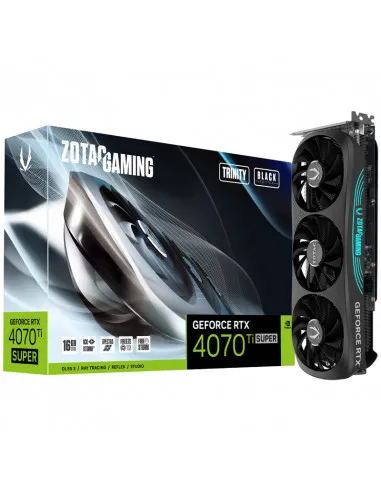 ZOTAC GAMING
TRINITY
BLACK
GEFORCE RTX
4070 Ti
SUPER
16GB
GEFORCE RTX
4070 Ti SUPER
DLSS 3 / RAY TRACING / REFLEX / STUDIO
ZOTAC GAMING
GEFORCE RTX